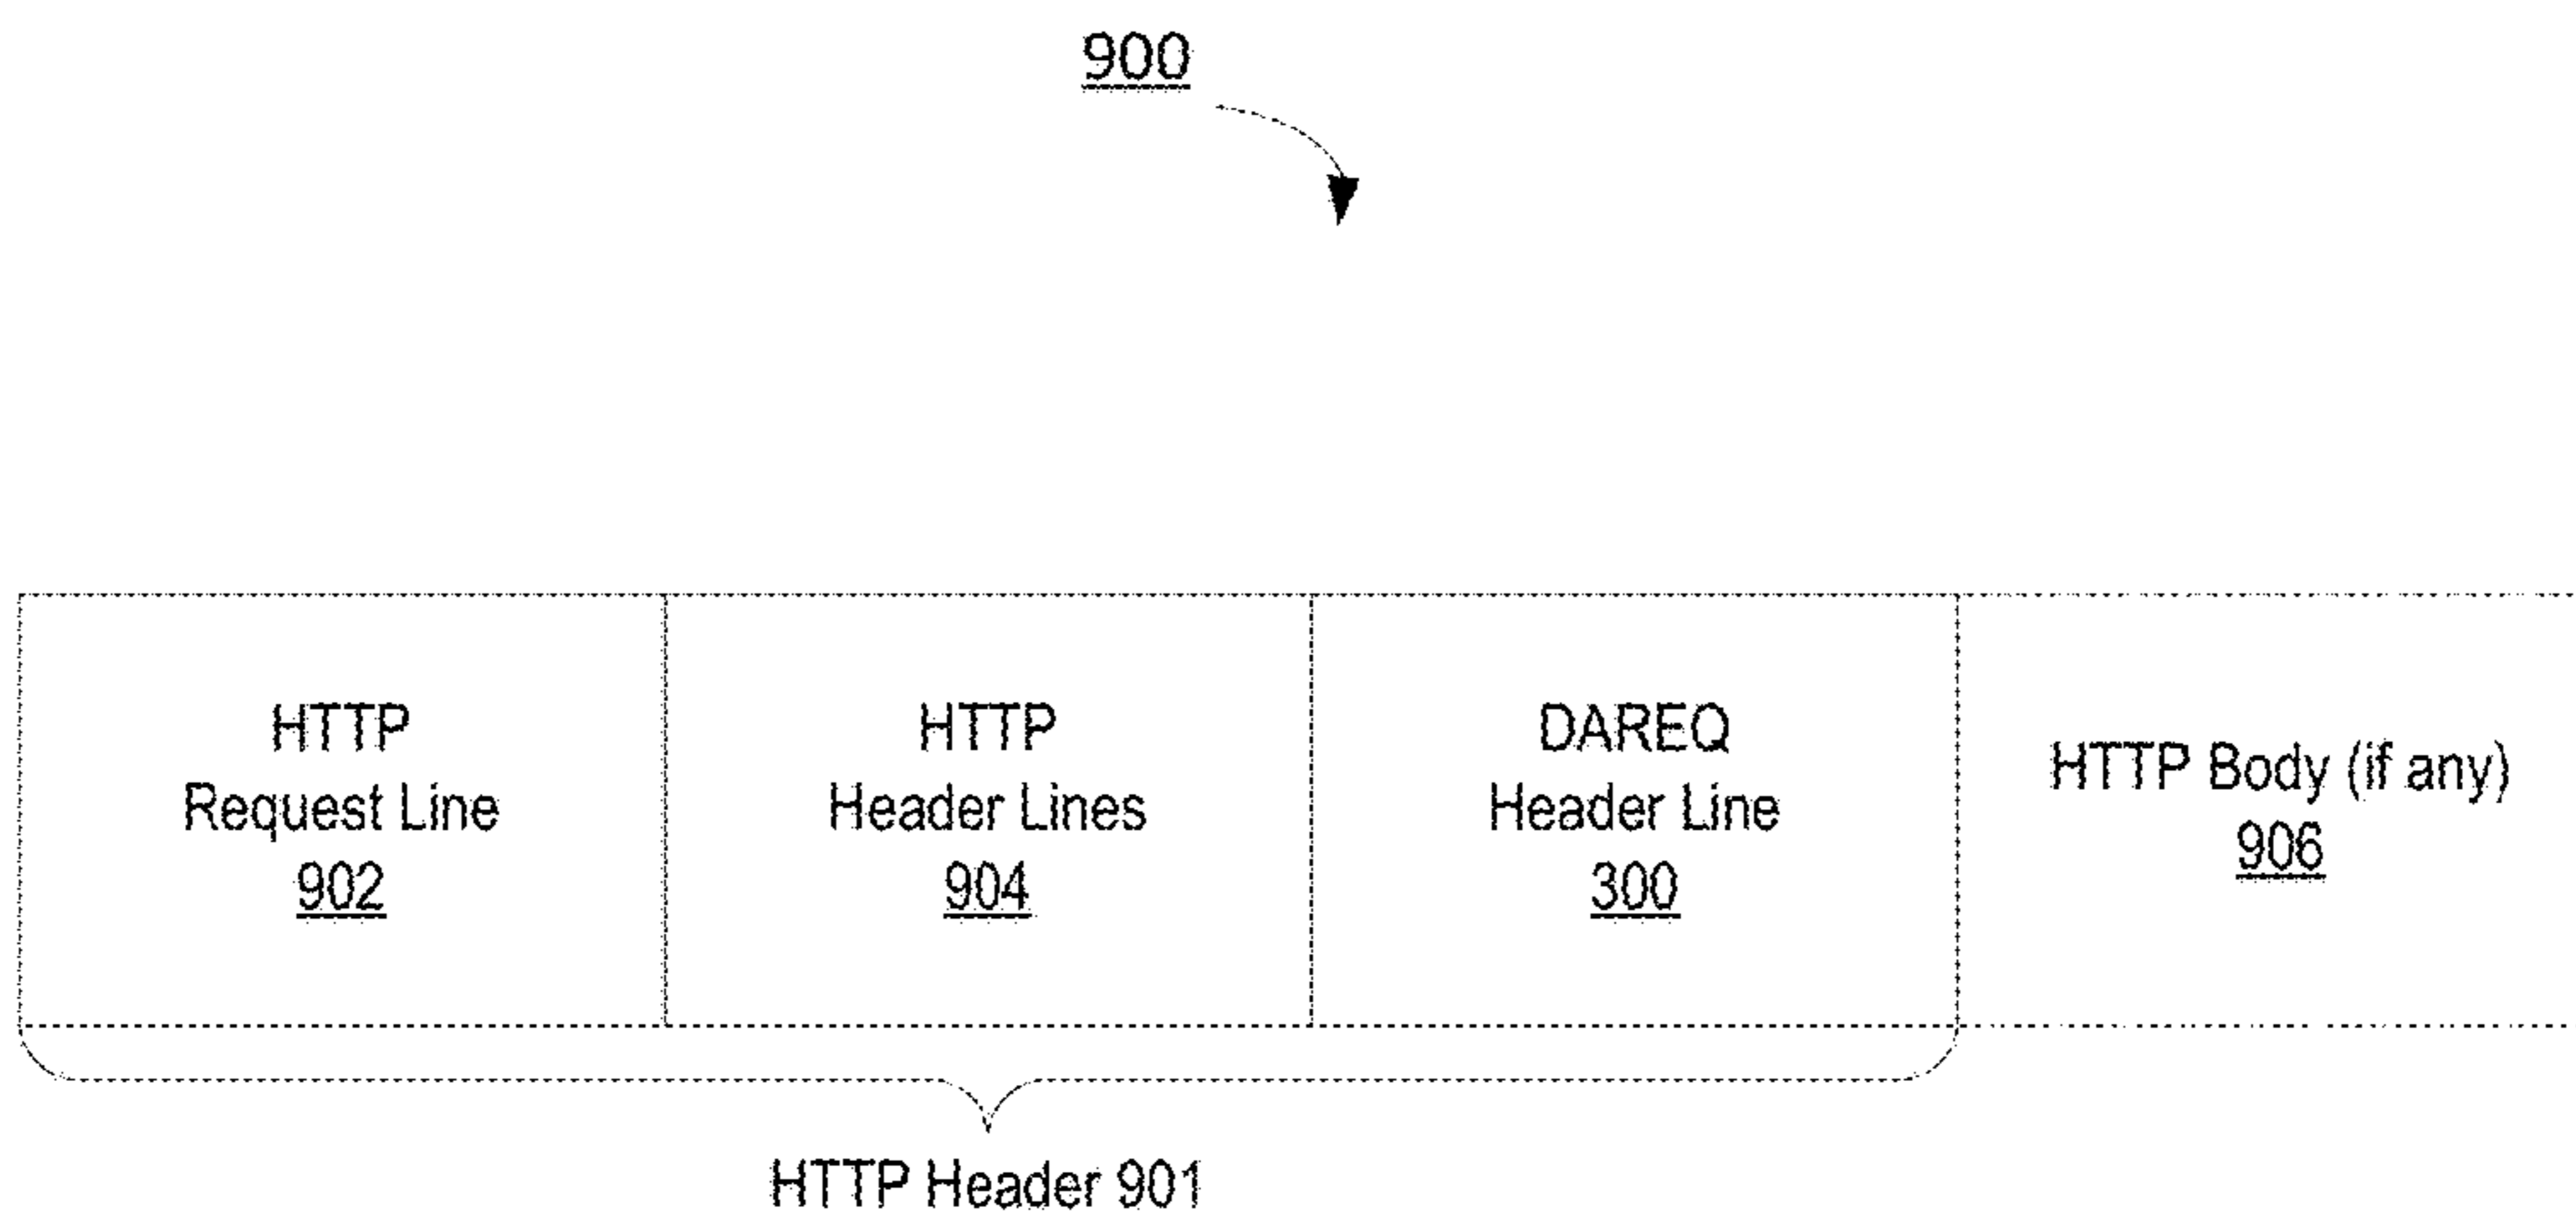 900
HTTP
Request Line
902
HTTP
Header Lines
904
DAREQ
Header Line
300
HTTP Body (if any)
906
HTTP Header 901